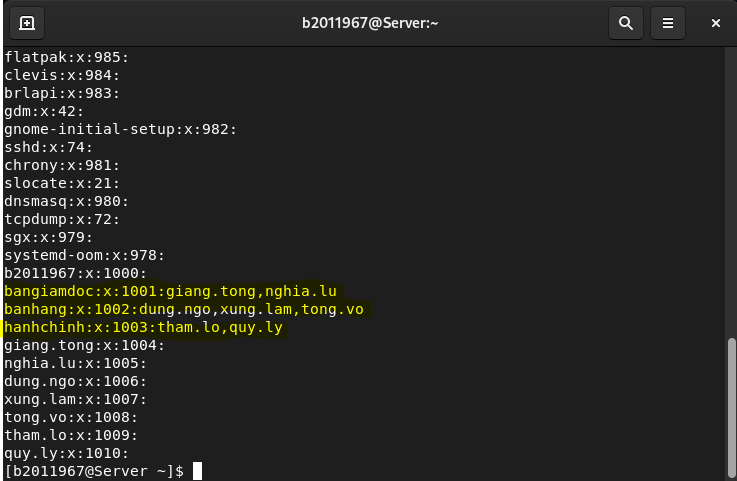 b2011967@Server:~
flatpak:x:985:
clevis:x:984:
brlapi:x:983:
gdm:x:42:
gnome-initial-setup:x:982:
sshd:x:74:
chrony:x:981:
slocate:x:21:
dnsmasq:x:980:
tcpdump:x:72:
sgx:x:979:
systemd-oom:x:978:
b2011967:x:1000:
bangiamdoc:x:1001:giang.tong,nghia.lu
banhang:x:1002:dung.ngo,xung.lam,tong.vo
hanhchinh:x:1003:tham.lo,quy.ly
giang.tong:x:1004:
nghia.lu:x:1005:
dung.ngo:x:1006:
xung.lam:x:1007:
tong.vo:x:1008:
tham.lo:x:1009:
quy.ly:x:1010:
[b2011967@Server ~]$